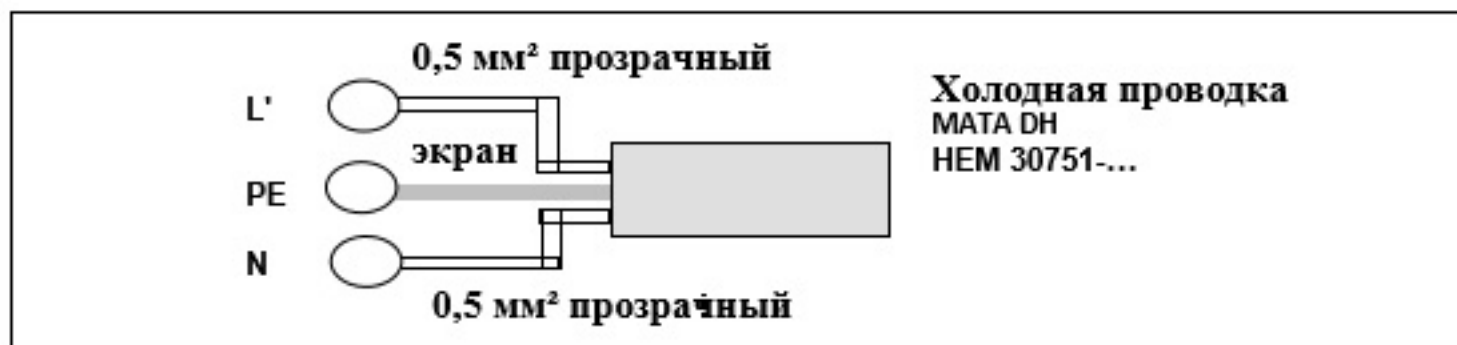 0,5 мм² прозрачный
L'
экран
PE
N
0,5 мм² прозрачный
Холодная проводка
MATA DH
HEM 30751-...